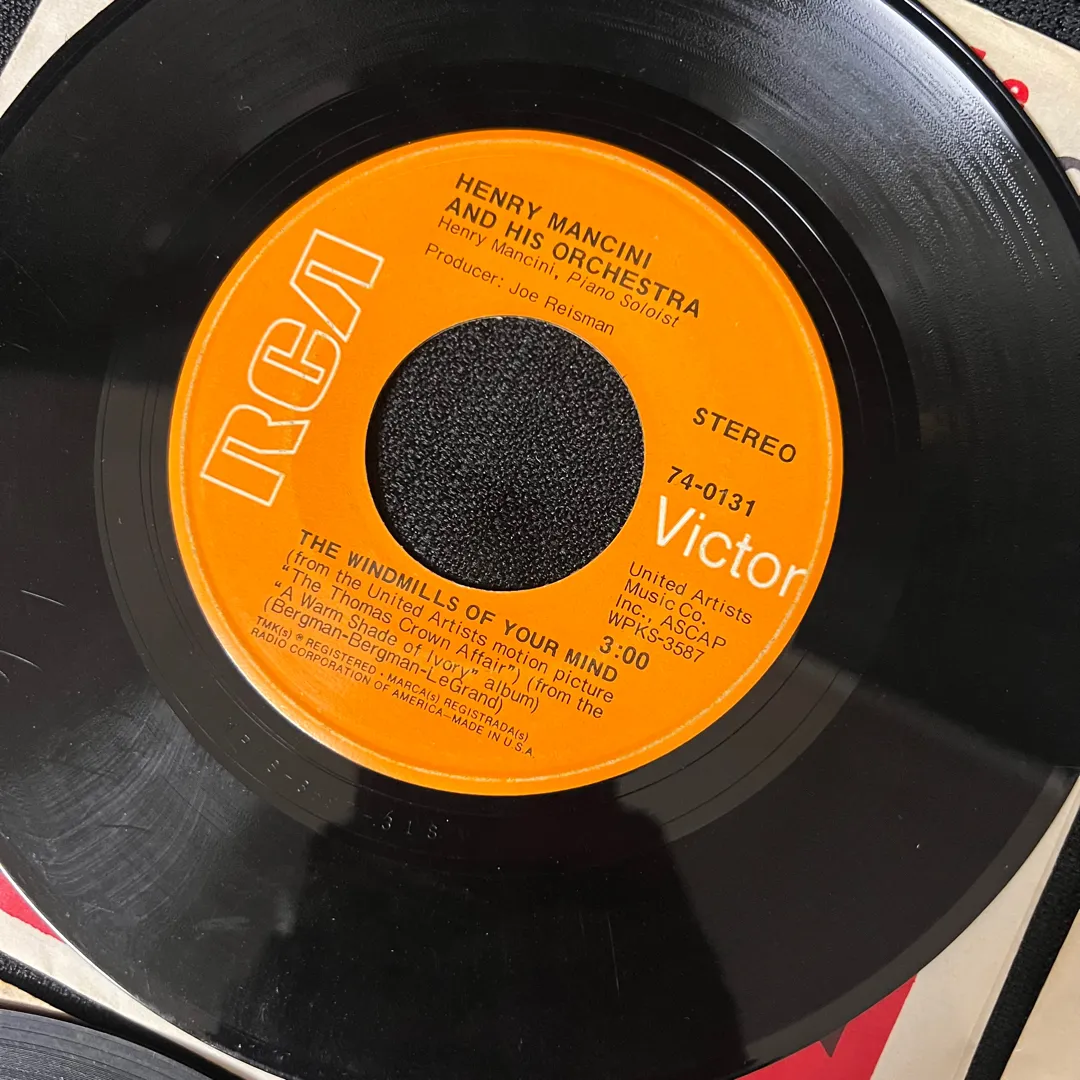 HENRY MANCINI
AND HIS ORCHESTRA
Henry Mancini, Piano Soloist
Producer: Joe Reisman
RCA
STEREO
74-0131
Victor
United Artists
Music Co.
Inc., ASCAP
WPKS-3587
3:00
THE WINDMILLS OF YOUR MIND
(from the United Artists motion picture
"The Thomas Crown Affair") (from the
"A Warm Shade of Ivory" album)
(Bergman-Bergman-LeGrand)
TMK(s) ® REGISTERED • MARCA(s) REGISTRADA(s)
RADIO CORPORATION OF AMERICA—MADE IN U.S.A.